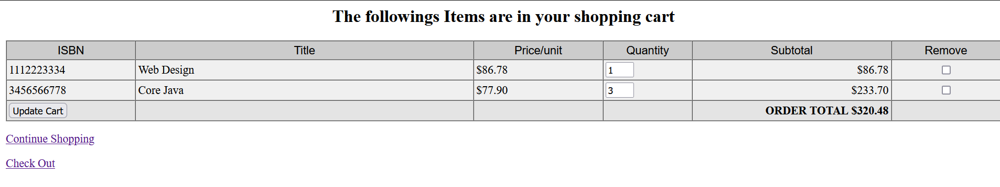 The followings Items are in your shopping cart
ISBN Title Price/unit Quantity Subtotal Remove
1112223334 Web Design $86.78 1 $86.78
3456566778 Core Java $77.90 3 $233.70
Update Cart ORDER TOTAL $320.48
Continue Shopping
Check Out